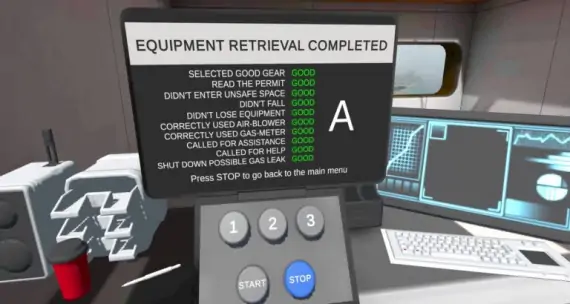 EQUIPMENT RETRIEVAL COMPLETED
SELECTED GOOD GEAR GOOD
READ THE PERMIT GOOD
DIDN'T ENTER UNSAFE SPACE GOOD
DIDN'T FALL GOOD
DIDN'T LOSE EQUIPMENT GOOD
CORRECTLY USED AIR-BLOWER GOOD
CORRECTLY USED GAS-METER GOOD
CALLED FOR ASSISTANCE GOOD
CALLED FOR HELP GOOD
SHUT DOWN POSSIBLE GAS LEAK GOOD
A
Press STOP to go back to the main menu
1 2 3
START STOP